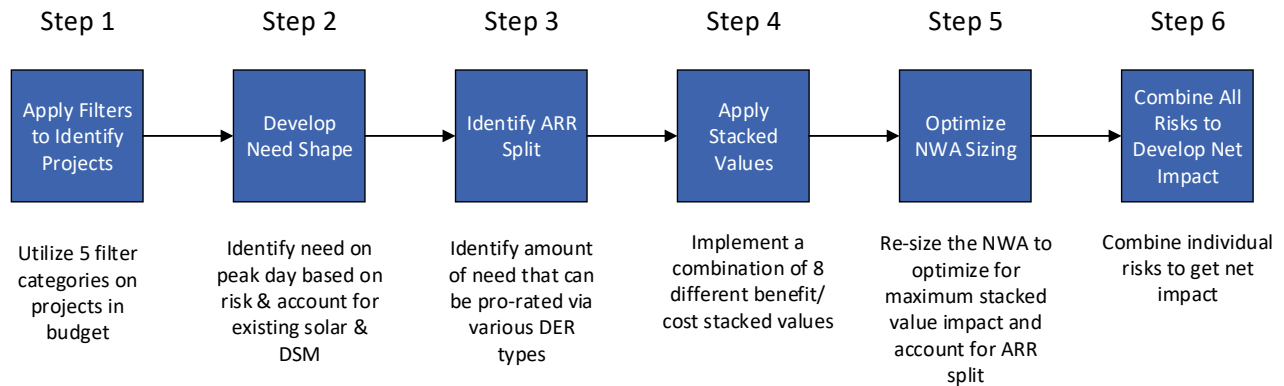 Step 1
Step 2
Step 3
Step 4
Step 5
Step 6
Apply Filters
to Identify
Projects
Develop
Need Shape
Identify ARR
Split
Apply
Stacked
Values
Optimize
NWA Sizing
Combine All
Risks to
Develop Net
Impact
Utilize 5 filter
categories on
projects in
budget
Identify need on
peak day based on
risk & account for
existing solar &
DSM
Identify amount
of need that can
be pro-rated via
various DER
types
Implement a
combination of 8
different benefit/
cost stacked values
Re-size the NWA to
optimize for
maximum stacked
value impact and
account for ARR
split
Combine individual
risks to get net
impact